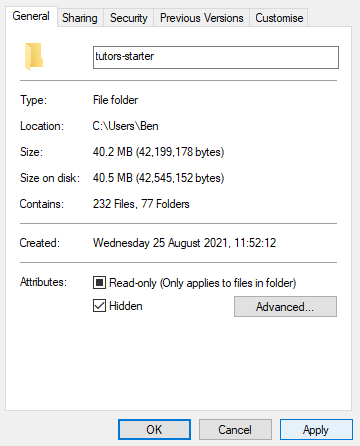 General Sharing Security Previous Versions Customise
tutors-starter
Type: File folder
Location: C:\Users\Ben
Size: 40.2 MB (42,199,178 bytes)
Size on disk: 40.5 MB (42,545,152 bytes)
Contains: 232 Files, 77 Folders
Created: Wednesday 25 August 2021, 11:52:12
Attributes: Read-only (Only applies to files in folder)
Hidden Advanced...
OK Cancel Apply